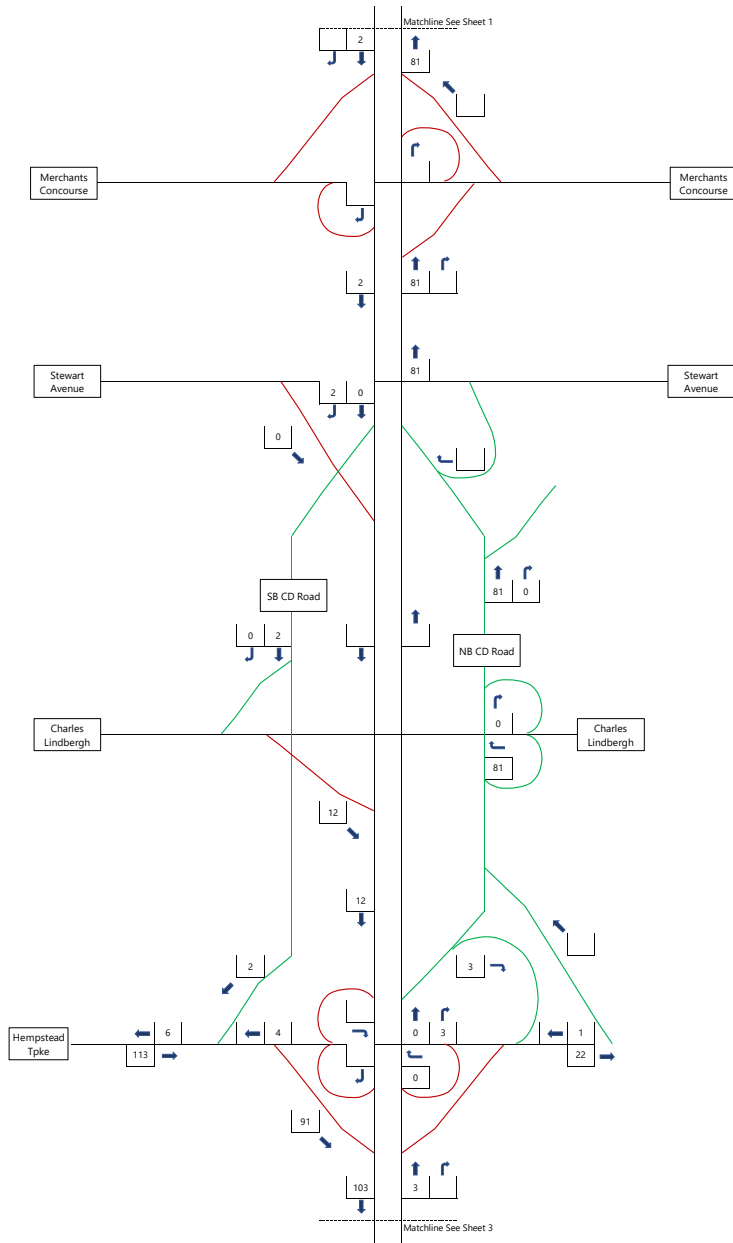 Matchline See Sheet 1
2
81
Merchants
Concourse
Merchants
Concourse
2
81
81
Stewart
Avenue
Stewart
Avenue
2 0
0
81 0
SB CD Road
0 2
NB CD Road
0
Charles
Lindbergh
Charles
Lindbergh
81
12
12
2
3
Hempstead
Tpke
6
4
0 3
1
113
22
0
91
103
3
Matchline See Sheet 3